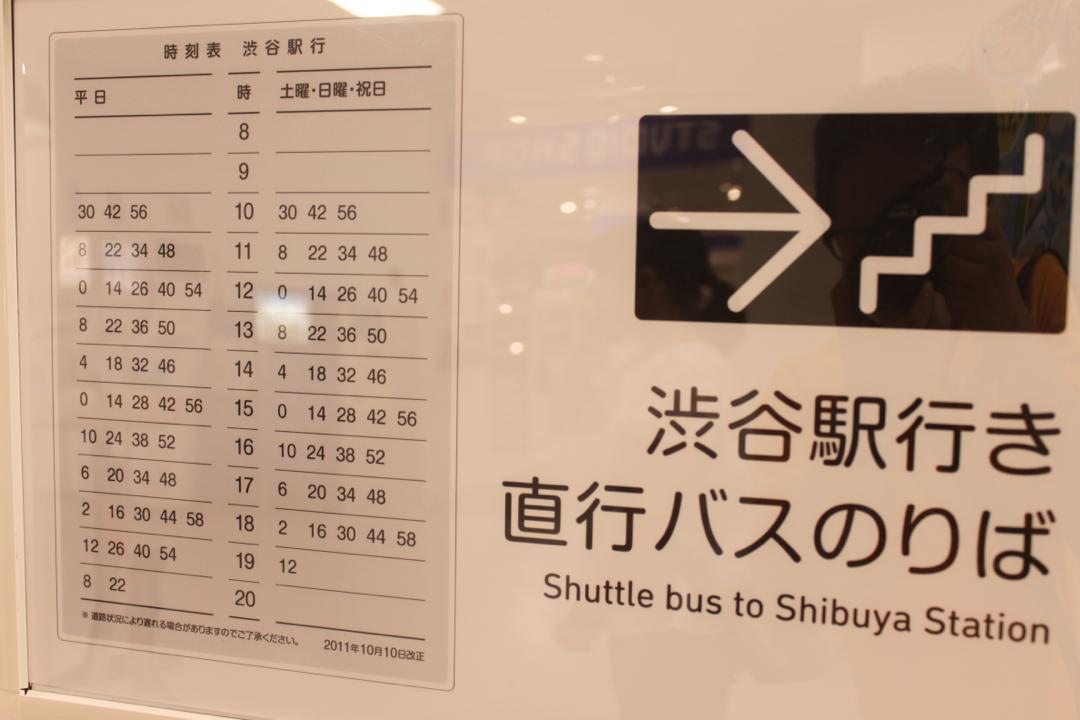 時刻表 渋谷駅行
平日 時 土曜・日曜・祝日
8
9
30 42 56 10 30 42 56
8 22 34 48 11 8 22 34 48
0 14 26 40 54 12 0 14 26 40 54
8 22 36 50 13 8 22 36 50
4 18 32 46 14 4 18 32 46
0 14 28 42 56 15 0 14 28 42 56
10 24 38 52 16 10 24 38 52
6 20 34 48 17 6 20 34 48
2 16 30 44 58 18 2 16 30 44 58
12 26 40 54 19 12
8 22 20
※ 道路状況により遅れる場合がありますのでご了承ください。
2011年10月10日改正
渋谷駅行き
直行バスのりば
Shuttle bus to Shibuya Station